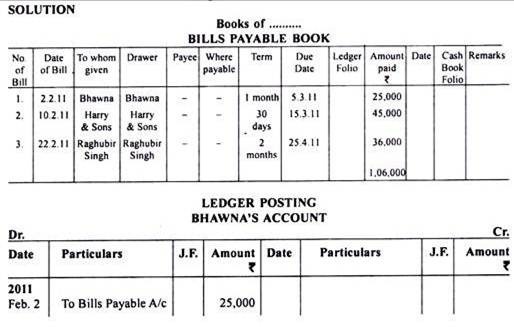 SOLUTION
Books of ..........
BILLS PAYABLE BOOK
No. of Bill Date of Bill To whom given Drawer Payee Where payable Term Due Date Ledger Folio Amount paid ₹ Date Cash Book Folio Remarks
1. 2.2.11 Bhawna Bhawna – – 1 month 5.3.11 25,000
2. 10.2.11 Harry & Sons Harry & Sons – – 30 days 15.3.11 45,000
3. 22.2.11 Raghubir Singh Raghubir Singh – – 2 months 25.4.11 36,000
1,06,000
LEDGER POSTING
BHAWNA'S ACCOUNT
Dr. Cr.
Date Particulars J.F. Amount ₹ Date Particulars J.F. Amount ₹
2011
Feb. 2 To Bills Payable A/c 25,000